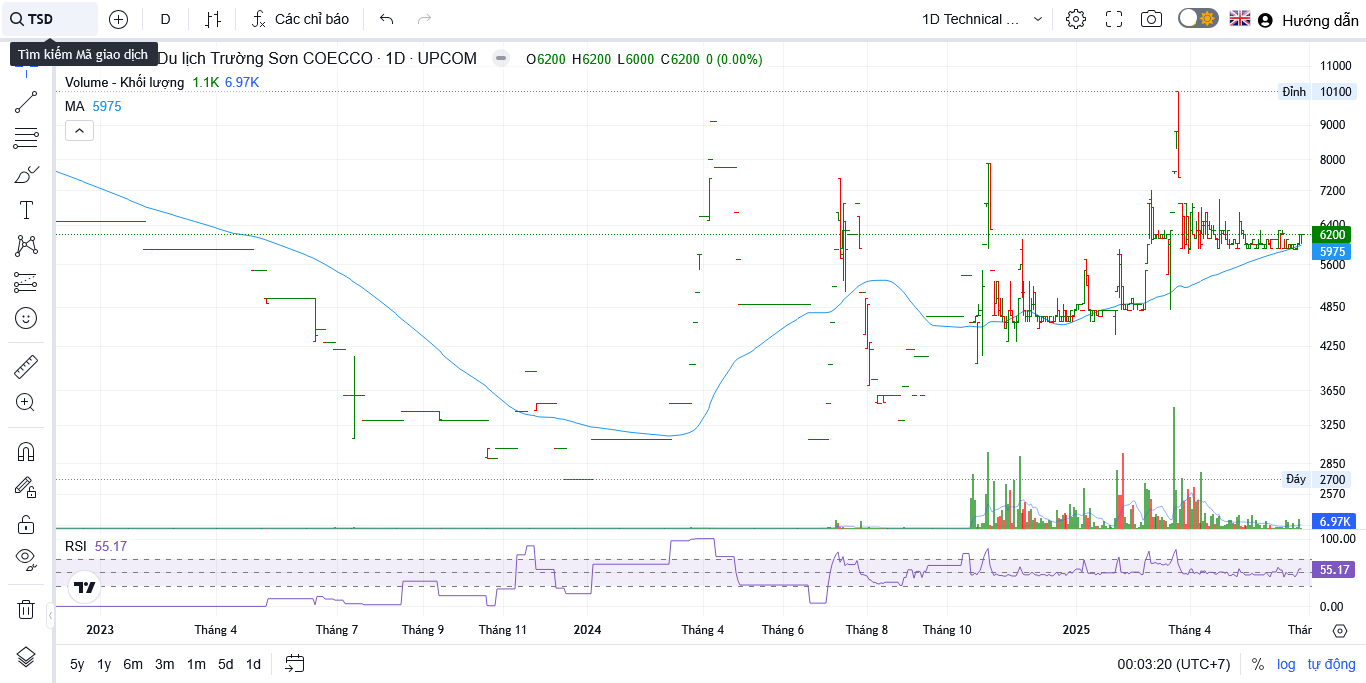 TSD
D
Các chỉ báo
1D Technical ...
Hướng dẫn
Tìm kiếm Mã giao dịch
Du lịch Trường Sơn COECCO · 1D · UPCOM
O6200 H6200 L6000 C6200 0 (0.00%)
Volume - Khối lượng 1.1K 6.97K
MA 5975
11000
Đỉnh 10100
9000
8000
7200
6400
6200
5975
5600
4850
4250
3650
3250
2850
Đáy 2700
2570
6.97K
RSI 55.17
100.00
55.17
0.00
2023 Tháng 4 Tháng 7 Tháng 9 Tháng 11 2024 Tháng 4 Tháng 6 Tháng 8 Tháng 10 2025 Tháng 4 Thár
5y 1y 6m 3m 1m 5d 1d
00:03:20 (UTC+7) % log tự động